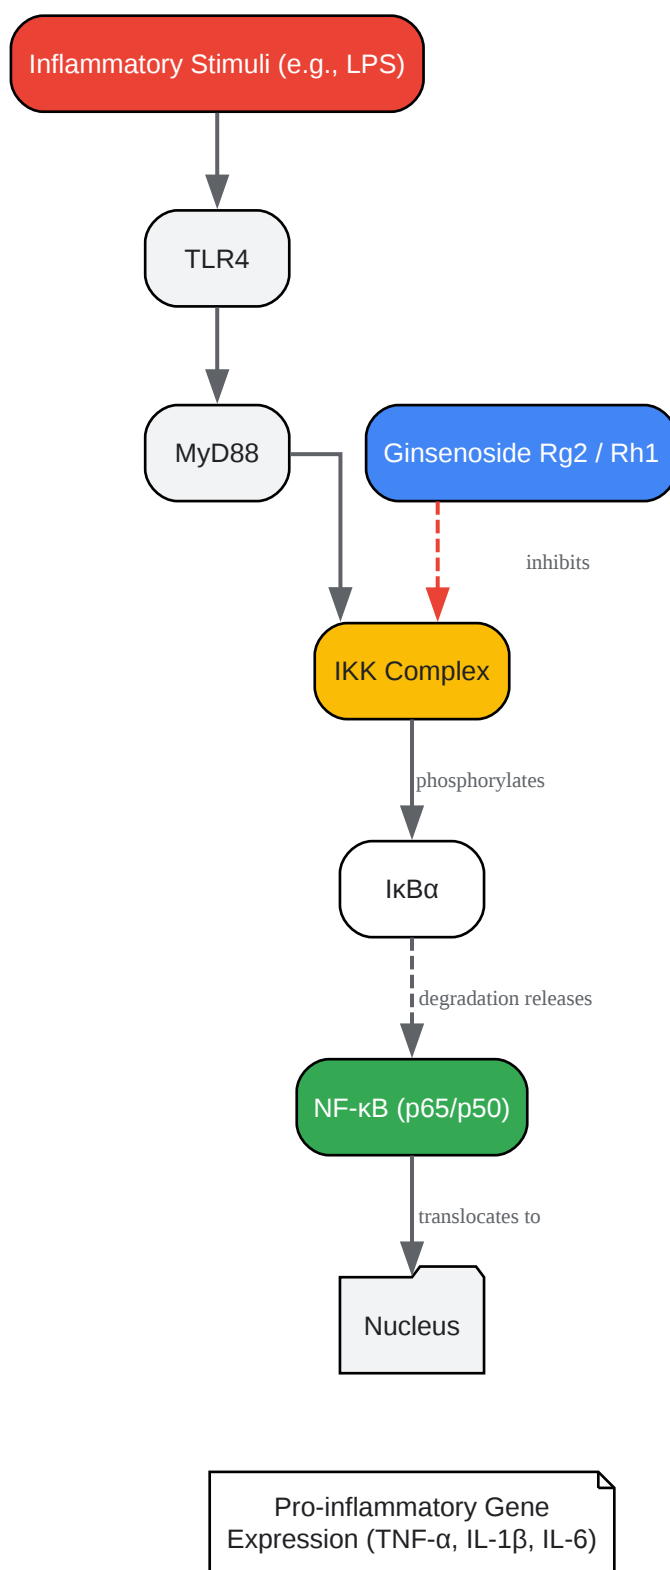 Inflammatory Stimuli (e.g., LPS)
TLR4
MyD88
Ginsenoside Rg2 / Rh1
inhibits
IKK Complex
phosphorylates
IκBα
degradation releases
NF-κB (p65/p50)
translocates to
Nucleus
Pro-inflammatory Gene
Expression (TNF-α, IL-1β, IL-6)